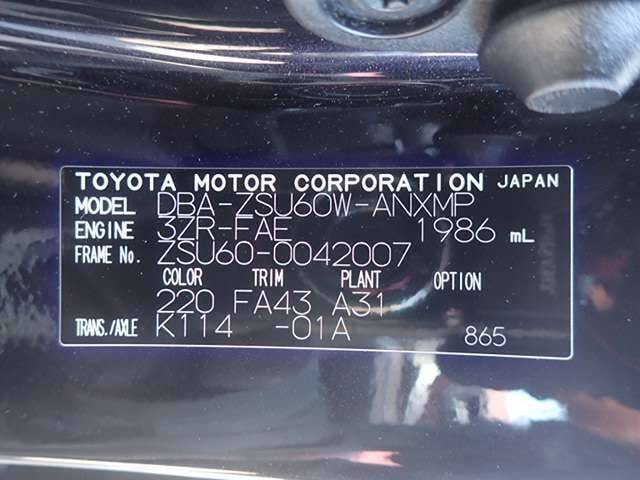 TOYOTA MOTOR CORPORATION JAPAN
MODEL DBA-ZSU60W-ANXMP
ENGINE 3ZR-FAE 1986 mL
FRAME No. ZSU60-0042007
COLOR TRIM PLANT OPTION
220 FA43 A31
TRANS./AXLE K114 -01A 865